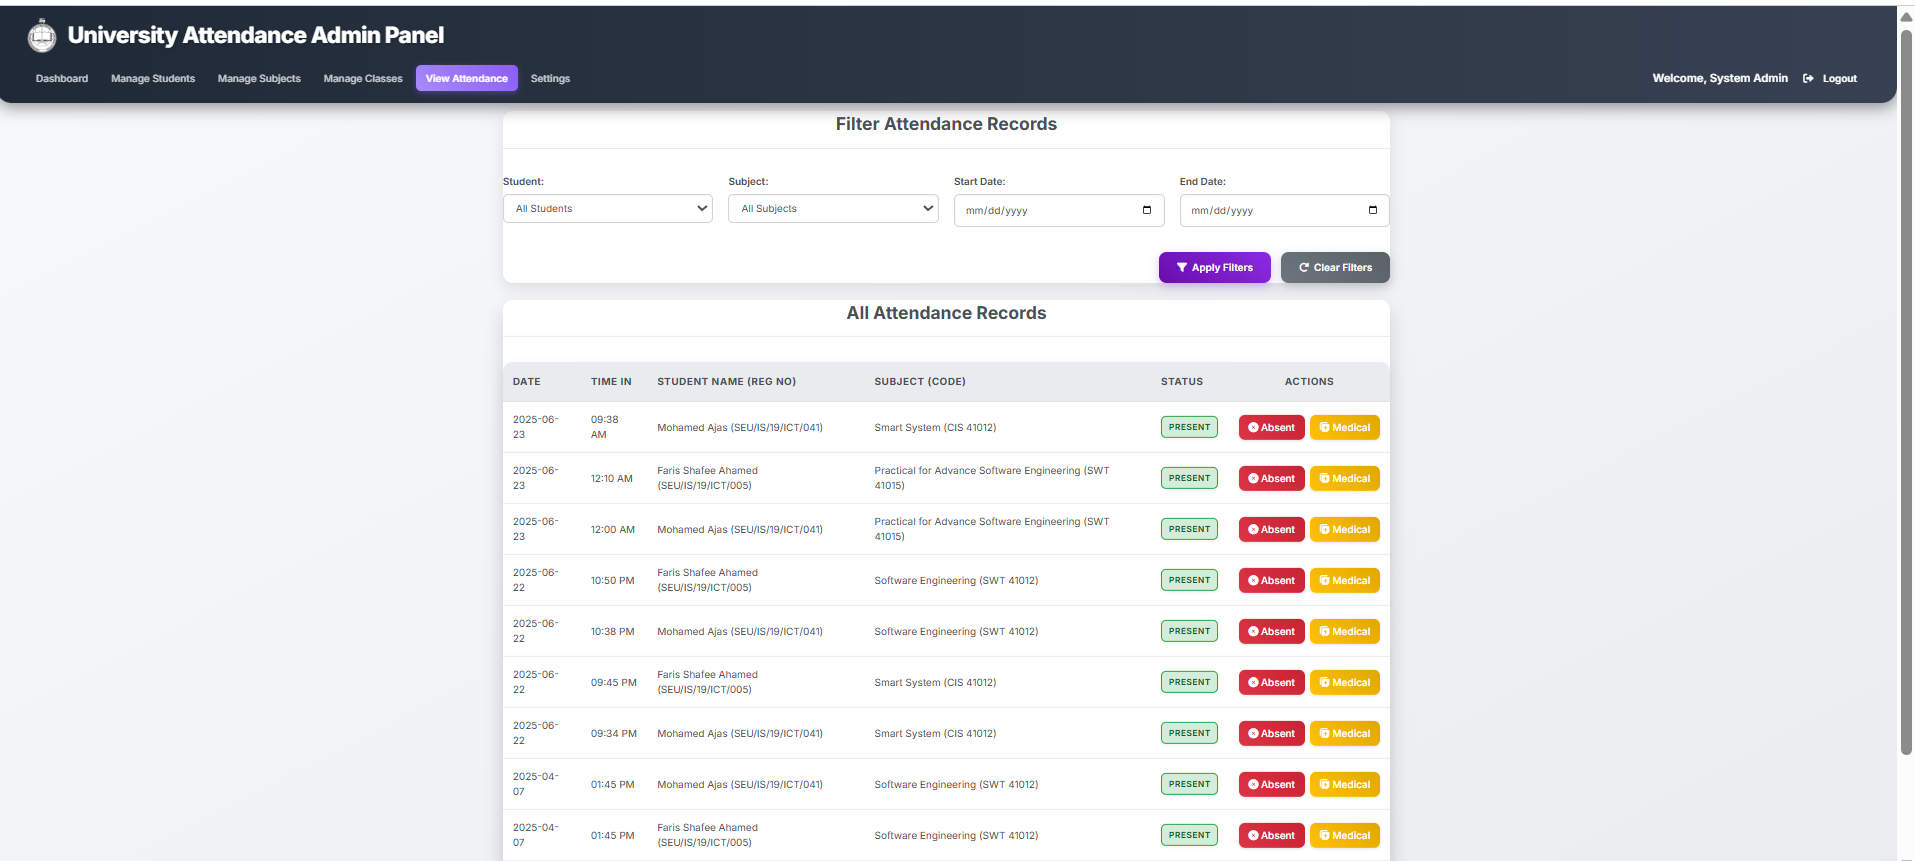 University Attendance Admin Panel
Dashboard Manage Students Manage Subjects Manage Classes View Attendance Settings Welcome, System Admin Logout
Filter Attendance Records
Student: Subject: Start Date: End Date:
All Students All Subjects mm/dd/yyyy mm/dd/yyyy
Apply Filters Clear Filters
All Attendance Records
DATE TIME IN STUDENT NAME (REG NO) SUBJECT (CODE) STATUS ACTIONS
2025-06-
23 09:38
AM Mohamed Ajas (SEU/IS/19/ICT/041) Smart System (CIS 41012) PRESENT Absent Medical
2025-06-
23 12:10 AM Faris Shafee Ahamed
(SEU/IS/19/ICT/005) Practical for Advance Software Engineering (SWT
41015) PRESENT Absent Medical
2025-06-
23 12:00 AM Mohamed Ajas (SEU/IS/19/ICT/041) Practical for Advance Software Engineering (SWT
41015) PRESENT Absent Medical
2025-06-
22 10:50 PM Faris Shafee Ahamed
(SEU/IS/19/ICT/005) Software Engineering (SWT 41012) PRESENT Absent Medical
2025-06-
22 10:38 PM Mohamed Ajas (SEU/IS/19/ICT/041) Software Engineering (SWT 41012) PRESENT Absent Medical
2025-06-
22 09:45 PM Faris Shafee Ahamed
(SEU/IS/19/ICT/005) Smart System (CIS 41012) PRESENT Absent Medical
2025-06-
22 09:34 PM Mohamed Ajas (SEU/IS/19/ICT/041) Smart System (CIS 41012) PRESENT Absent Medical
2025-04-
07 01:45 PM Mohamed Ajas (SEU/IS/19/ICT/041) Software Engineering (SWT 41012) PRESENT Absent Medical
2025-04-
07 01:45 PM Faris Shafee Ahamed
(SEU/IS/19/ICT/005) Software Engineering (SWT 41012) PRESENT Absent Medical